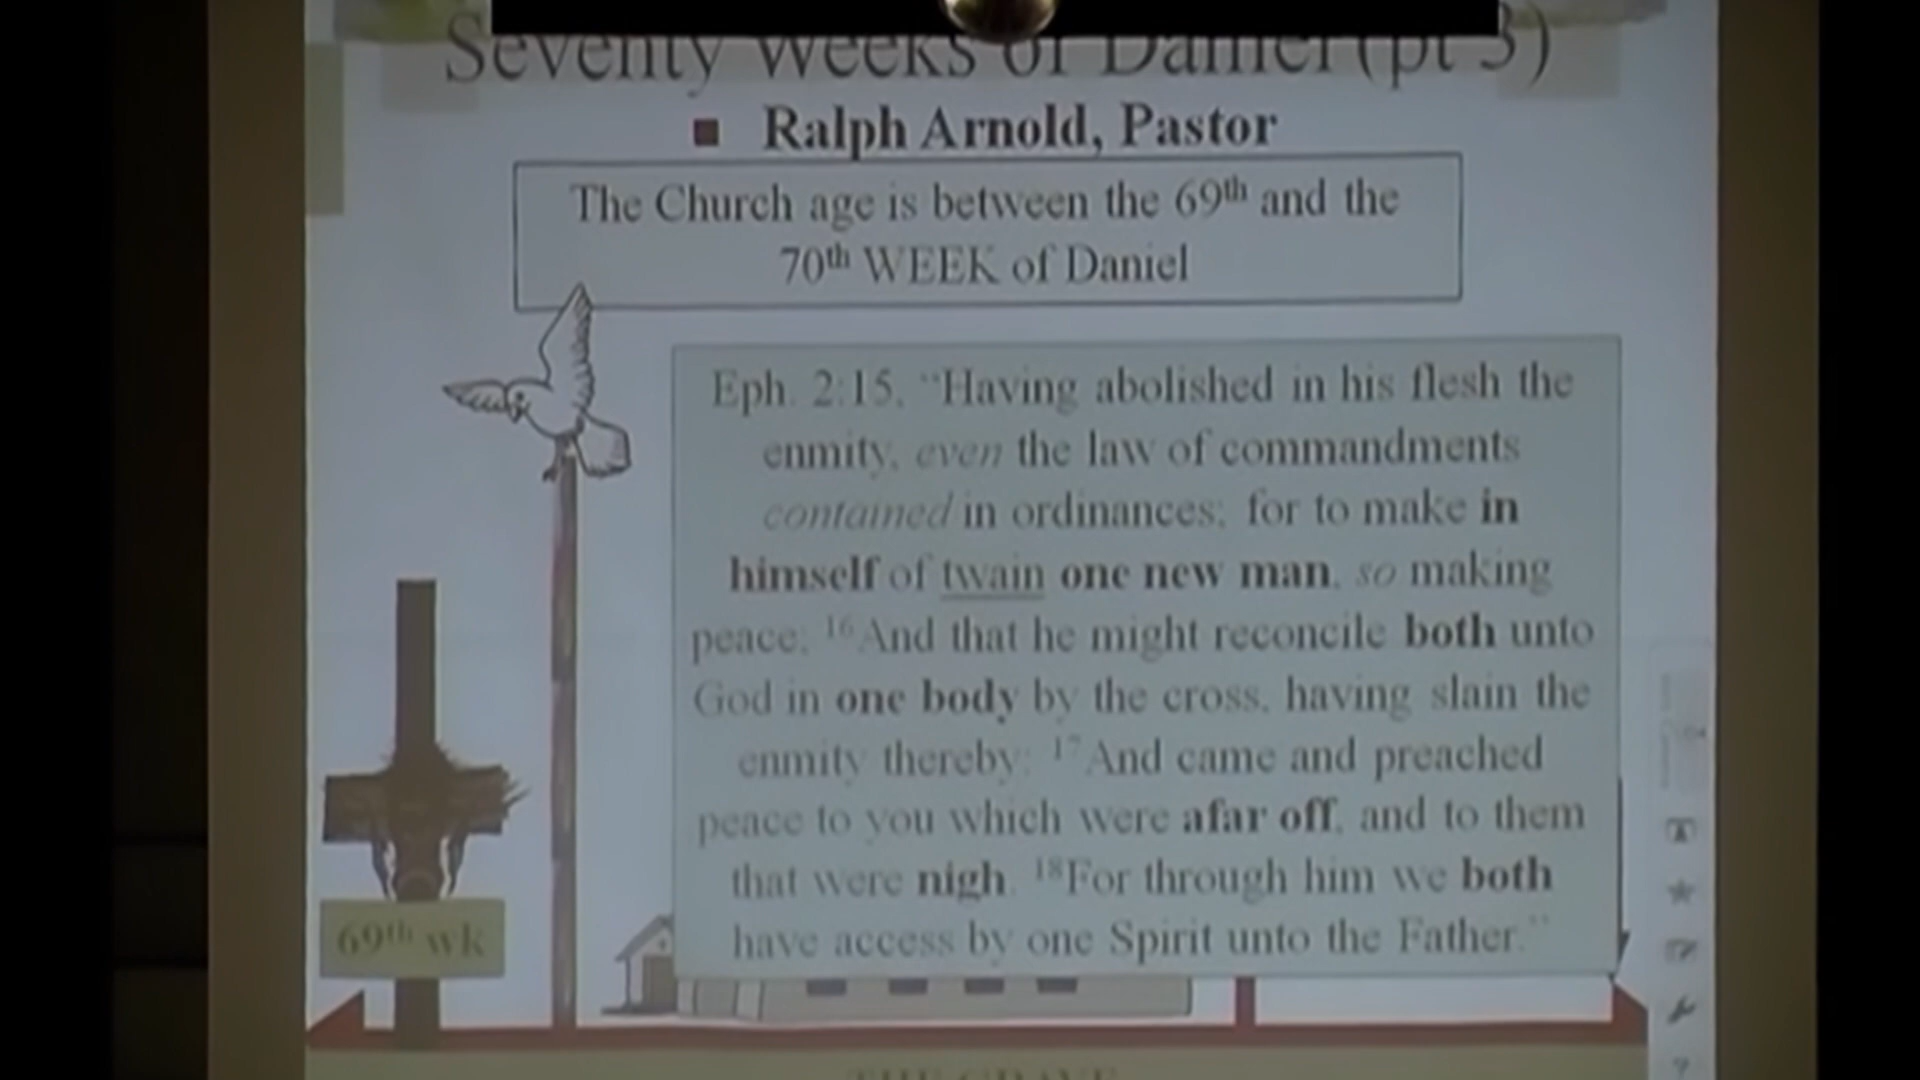 Seventy Weeks of Daniel (pt 3)
Ralph Arnold, Pastor
The Church age is between the 69th and the
70th WEEK of Daniel
Eph. 2:15, "Having abolished in his flesh the
enmity, even the law of commandments
contained in ordinances; for to make in
himself of twain one new man, so making
peace; 16 And that he might reconcile both unto
God in one body by the cross, having slain the
enmity thereby: 17 And came and preached
peace to you which were afar off, and to them
that were nigh. 18 For through him we both
have access by one Spirit unto the Father."
69th wk
THE GRAVE